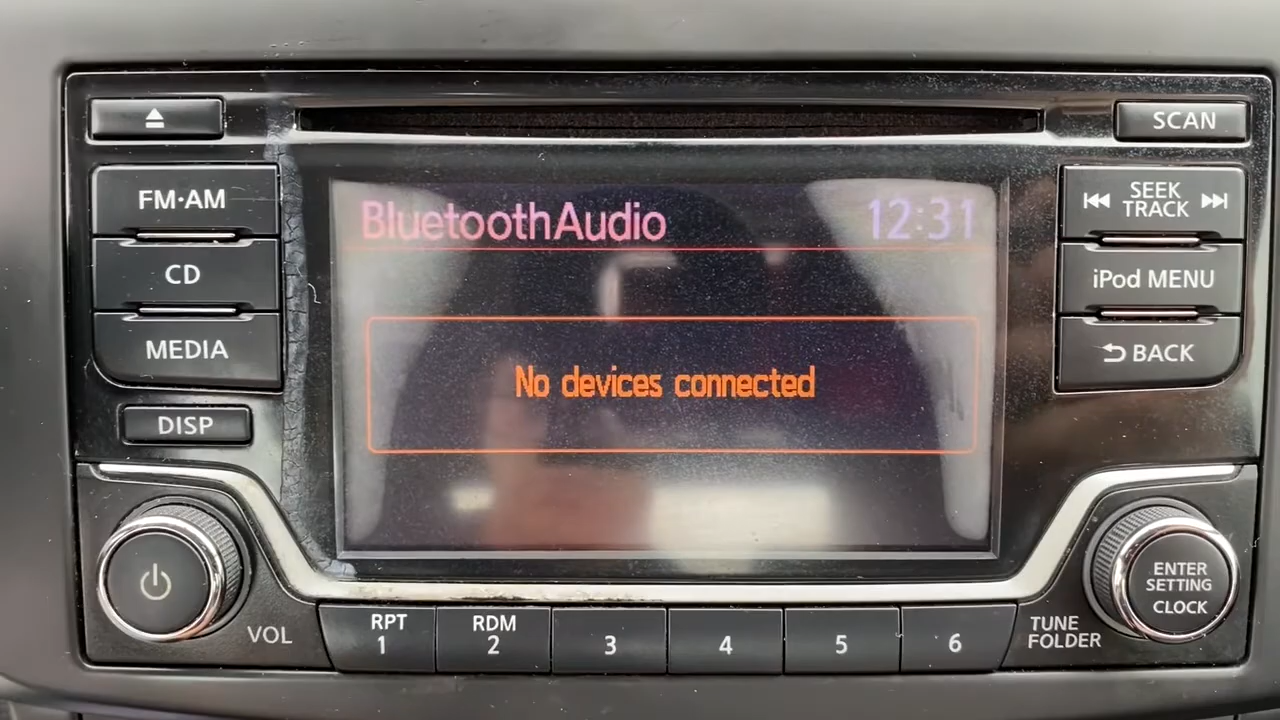 SCAN
FM·AM
CD
MEDIA
DISP
BluetoothAudio 12:31
No devices connected
SEEK
TRACK
iPod MENU
BACK
VOL
RPT
1
RDM
2
3
4
5
6
TUNE
FOLDER
ENTER
SETTING
CLOCK